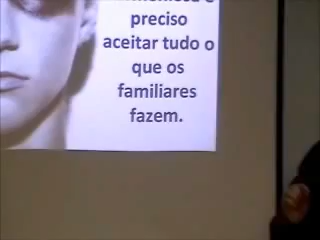 preciso
aceitar tudo o
que os
familiares
fazem.